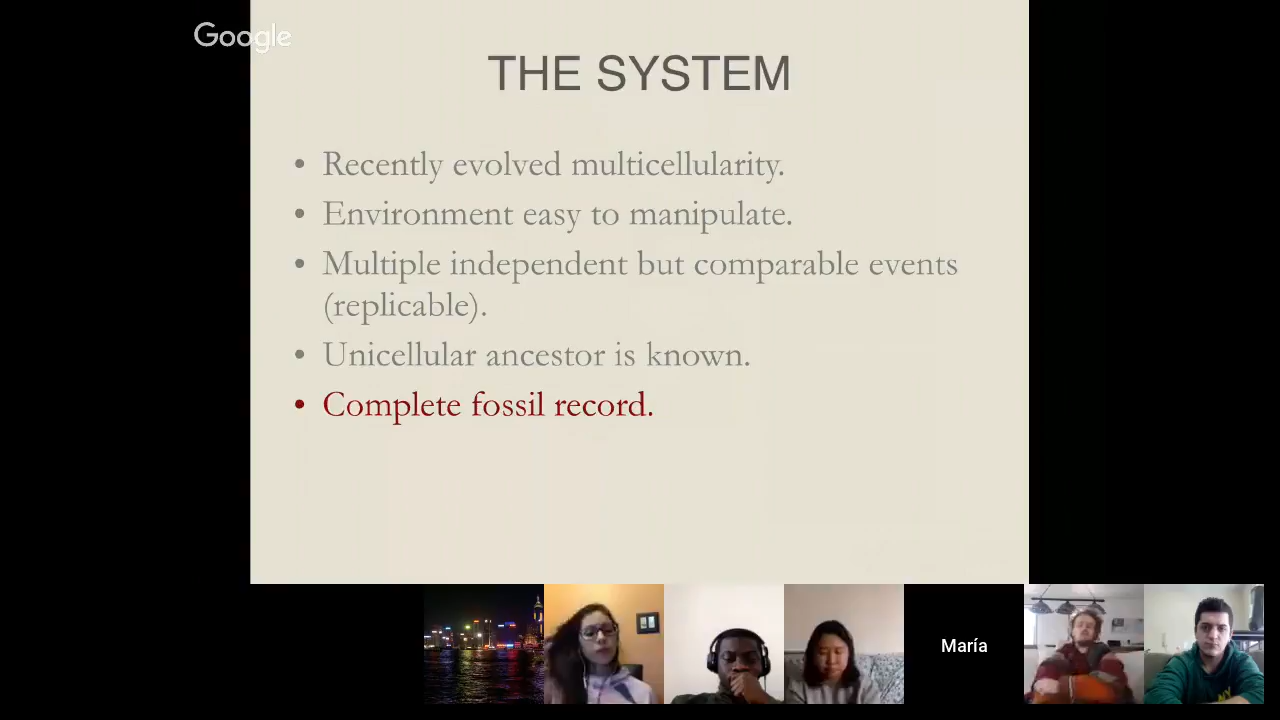 Google
THE SYSTEM
• Recently evolved multicellularity.
• Environment easy to manipulate.
• Multiple independent but comparable events
(replicable).
• Unicellular ancestor is known.
• Complete fossil record.
María